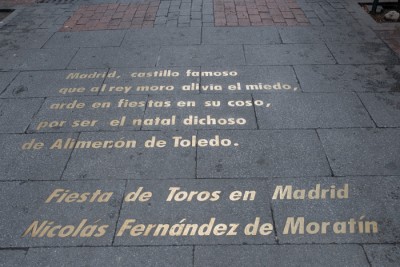 Madrid, castillo famoso
que al rey moro alivia el miedo,
arde en fiestas en su coso,
por ser el natal dichoso
de Alimenón de Toledo.
Fiesta de Toros en Madrid
Nicolas Fernández de Moratín